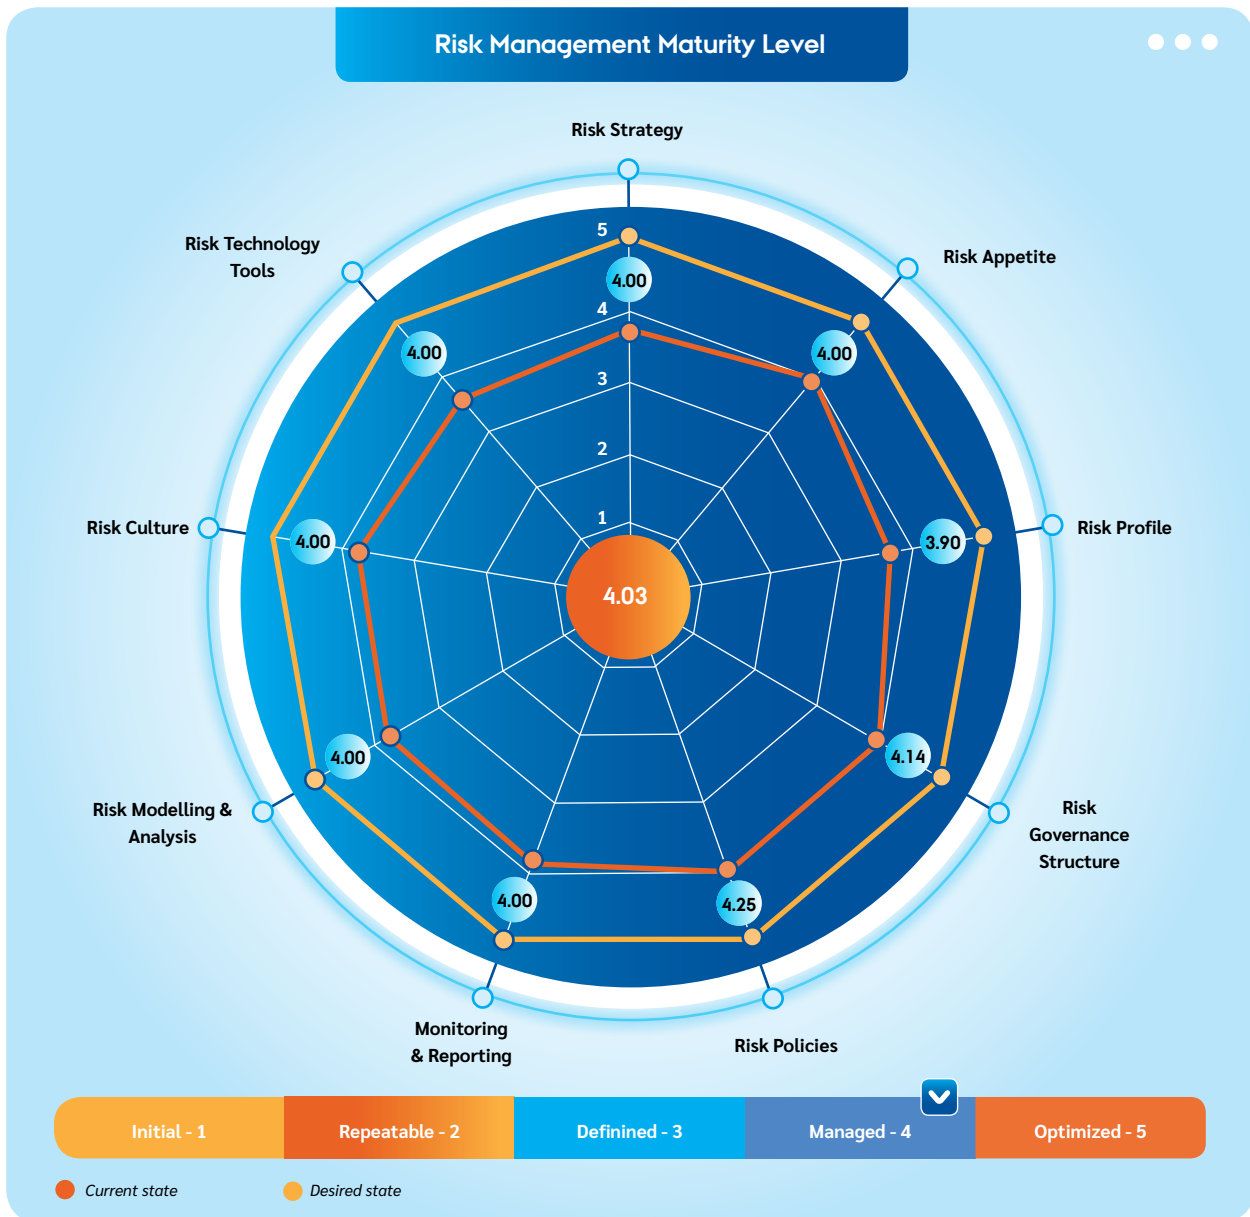 Risk Management Maturity Level
Risk Strategy
Risk Technology
Tools
Risk Appetite
5
4.00
4
4.00
4.00
3
2
1
Risk Culture
4.00
3.90
Risk Profile
4.03
4.00
4.14
Risk Modelling &
Analysis
Risk
Governance
Structure
4.00
4.25
Monitoring
& Reporting
Risk Policies
Initial - 1
Repeatable - 2
Definined - 3
Managed - 4
Optimized - 5
Current state
Desired state